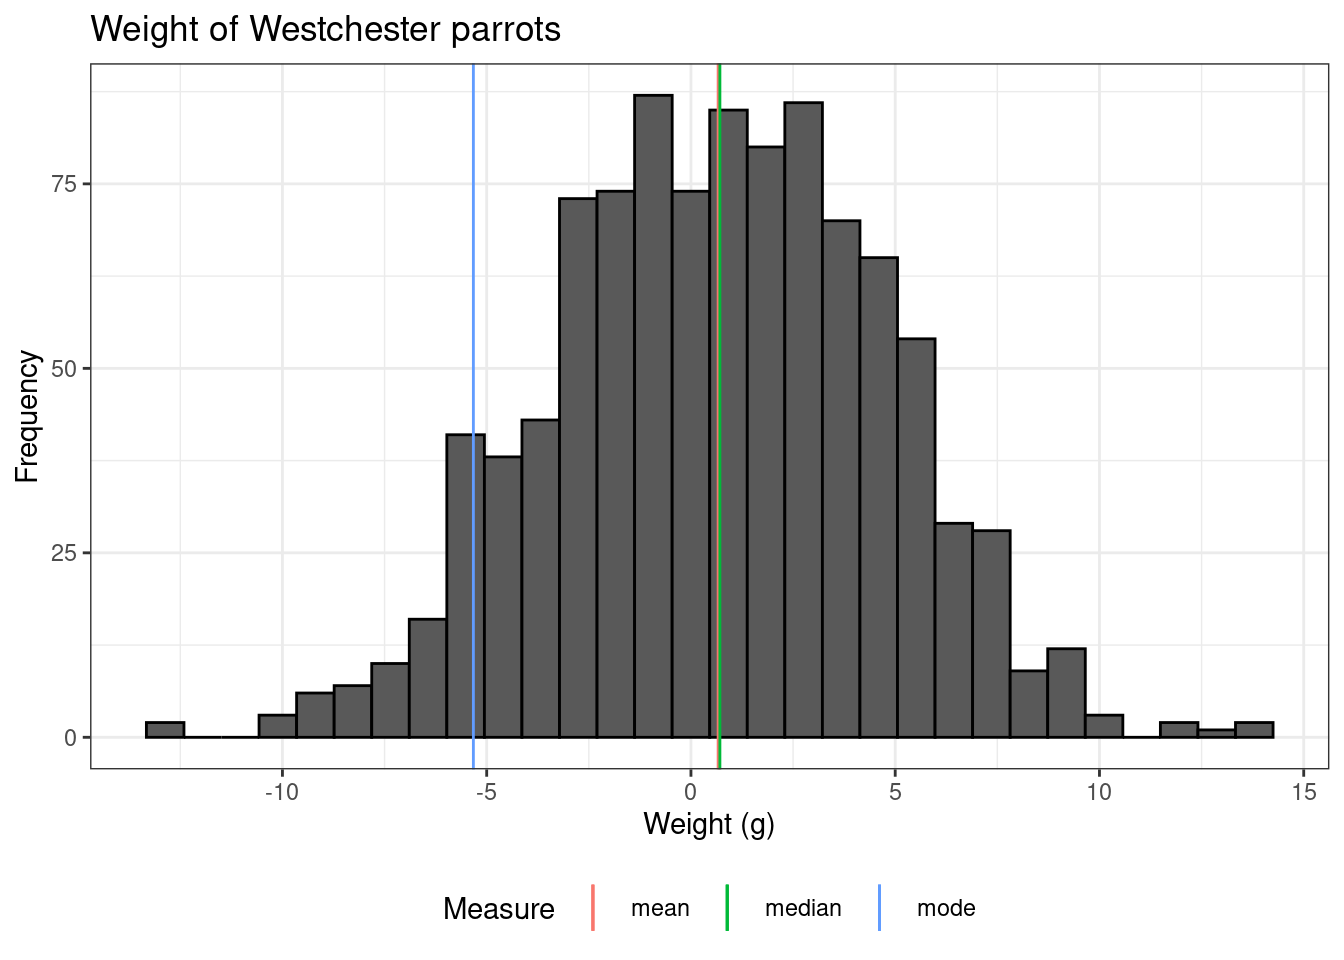 Weight of Westchester parrots
Frequency
75
50
25
0
-10 -5 0 5 10 15
Weight (g)
Measure mean median mode